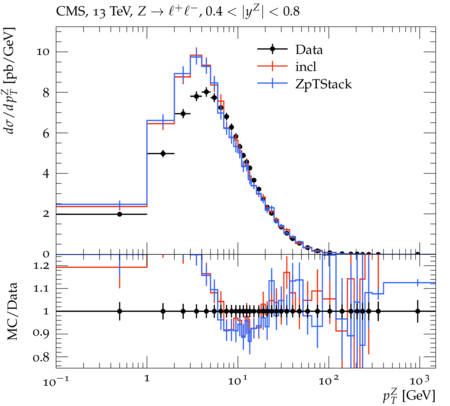 CMS, 13 TeV, Z → ℓ⁺ℓ⁻, 0.4 < |y^Z| < 0.8
dσ/dp_T^Z [pb/GeV]
10
8
6
4
2
0
Data
incl
ZpTStack
MC/Data
1.2
1.1
1
0.9
0.8
10⁻¹
1
10¹
10²
10³
p_T^Z [GeV]